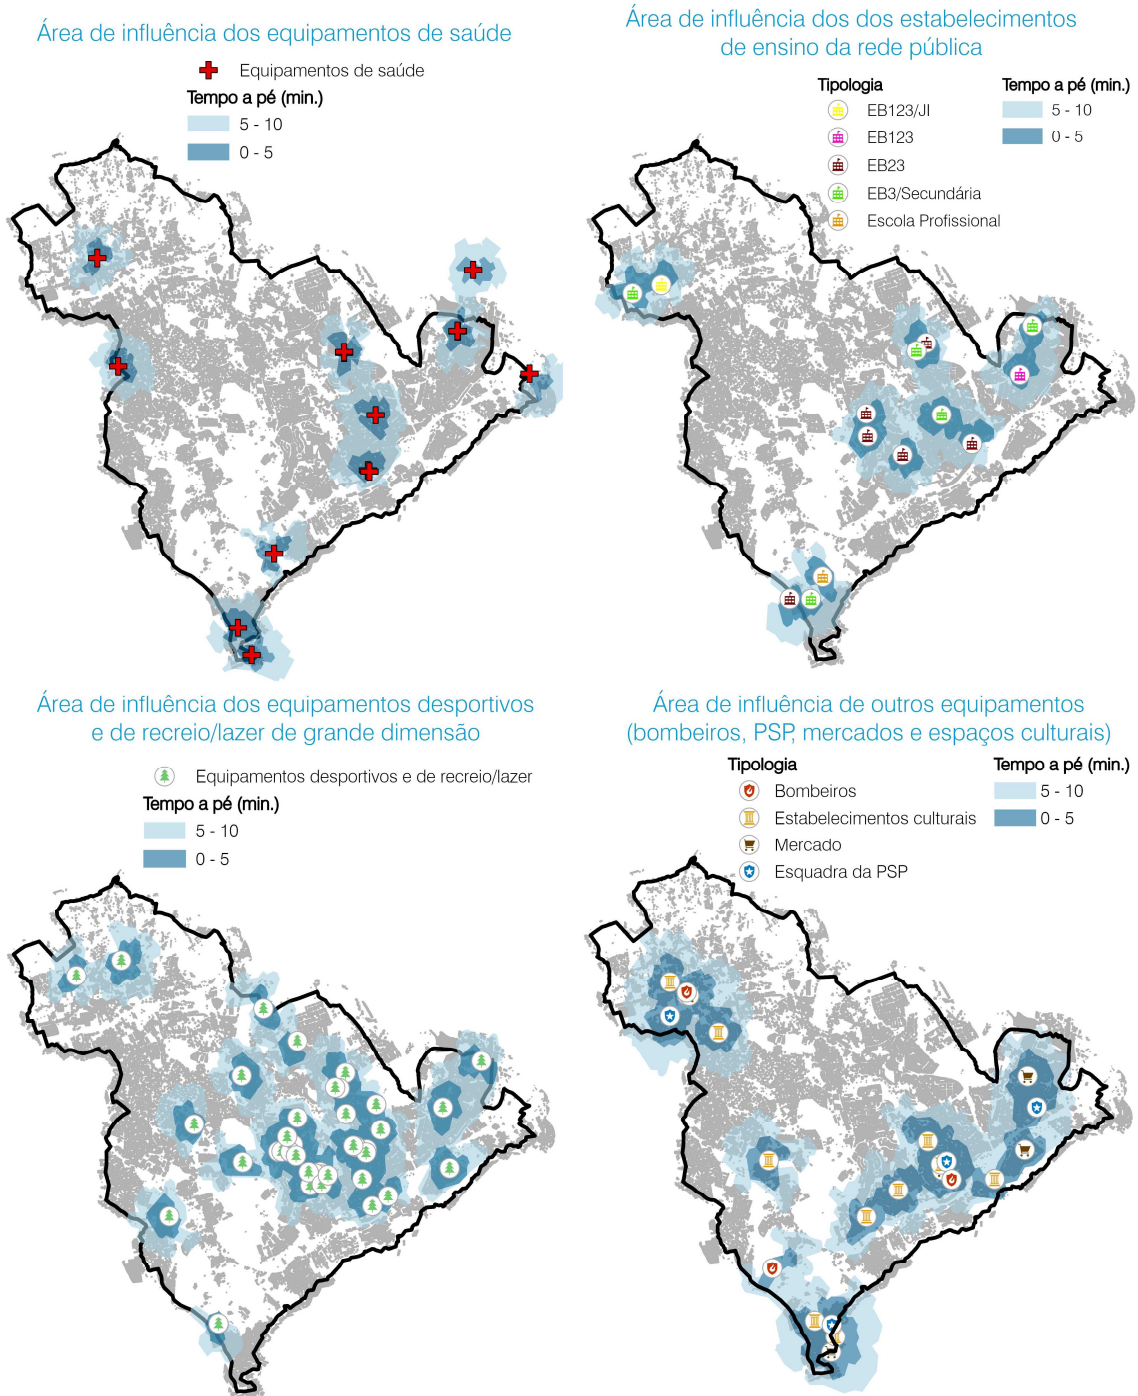 Área de influência dos equipamentos de saúde
Equipamentos de saúde
Tempo a pé (min.)
5 - 10
0 - 5
Área de influência dos dos estabelecimentos
de ensino da rede pública
Tipologia
EB123/JI
EB123
EB23
EB3/Secundária
Escola Profissional
Tempo a pé (min.)
5 - 10
0 - 5
Área de influência dos equipamentos desportivos
e de recreio/lazer de grande dimensão
Equipamentos desportivos e de recreio/lazer
Tempo a pé (min.)
5 - 10
0 - 5
Área de influência de outros equipamentos
(bombeiros, PSP, mercados e espaços culturais)
Tipologia
Bombeiros
Estabelecimentos culturais
Mercado
Esquadra da PSP
Tempo a pé (min.)
5 - 10
0 - 5